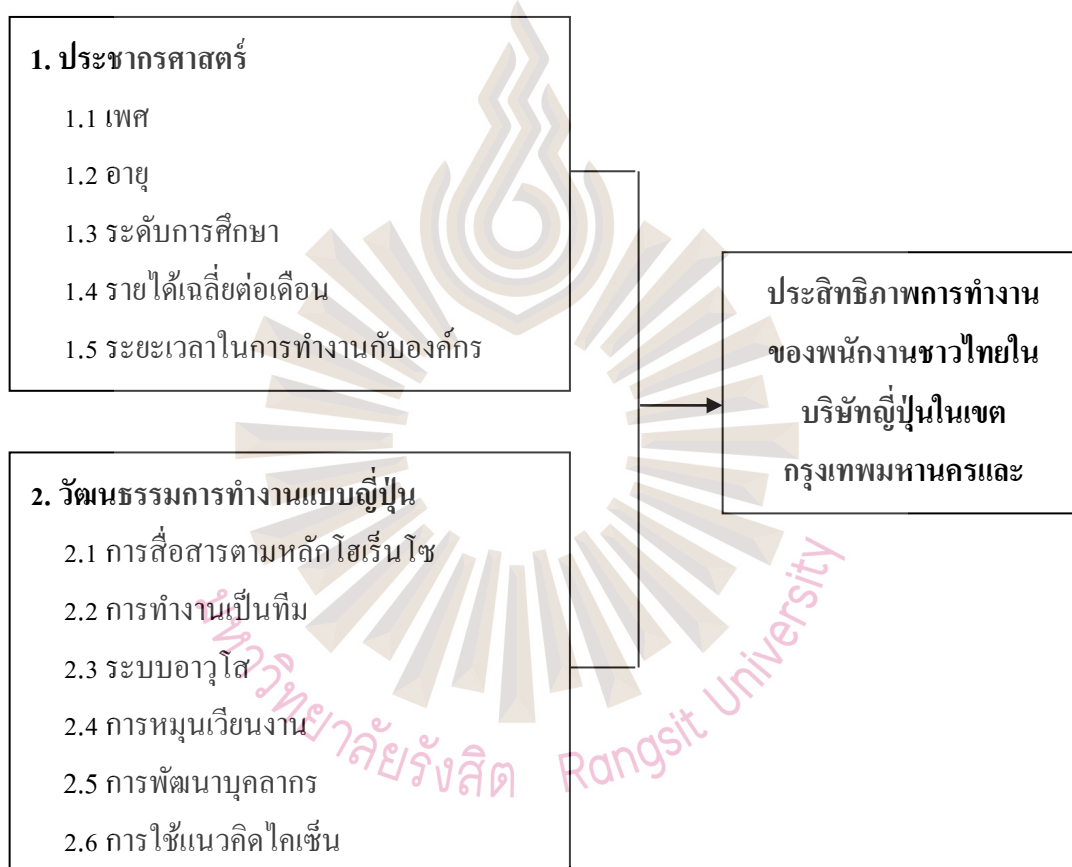 1. ประชากรศาสตร์
1.1 เพศ
1.2 อายุ
1.3 ระดับการศึกษา
1.4 รายได้เฉลี่ยต่อเดือน
1.5 ระยะเวลาในการทำงานกับองค์กร
2. วัฒนธรรมการทำงานแบบญี่ปุ่น
2.1 การสื่อสารตามหลักโฮเร็นโซ
2.2 การทำงานเป็นทีม
2.3 ระบบอาวุโส
2.4 การหมุนเวียนงาน
2.5 การพัฒนาบุคลากร
2.6 การใช้แนวคิดไคเซ็น
ประสิทธิภาพการทำงาน
ของพนักงานชาวไทยใน
บริษัทญี่ปุ่นในเขต
กรุงเทพมหานครและ
มหาวิทยาลัยรังสิต Rangsit University